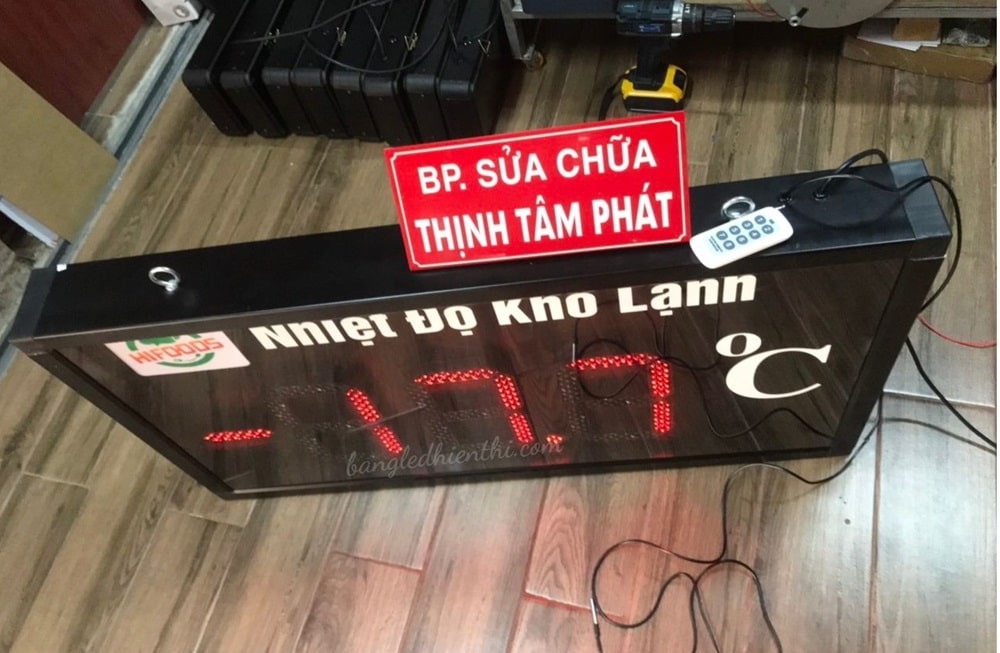 BP. SỬA CHỮA
THỊNH TÂM PHÁT
Nhiệt Độ Kho Lạnh
HIFOODS
°C
-17.7
bangledhienthi.com